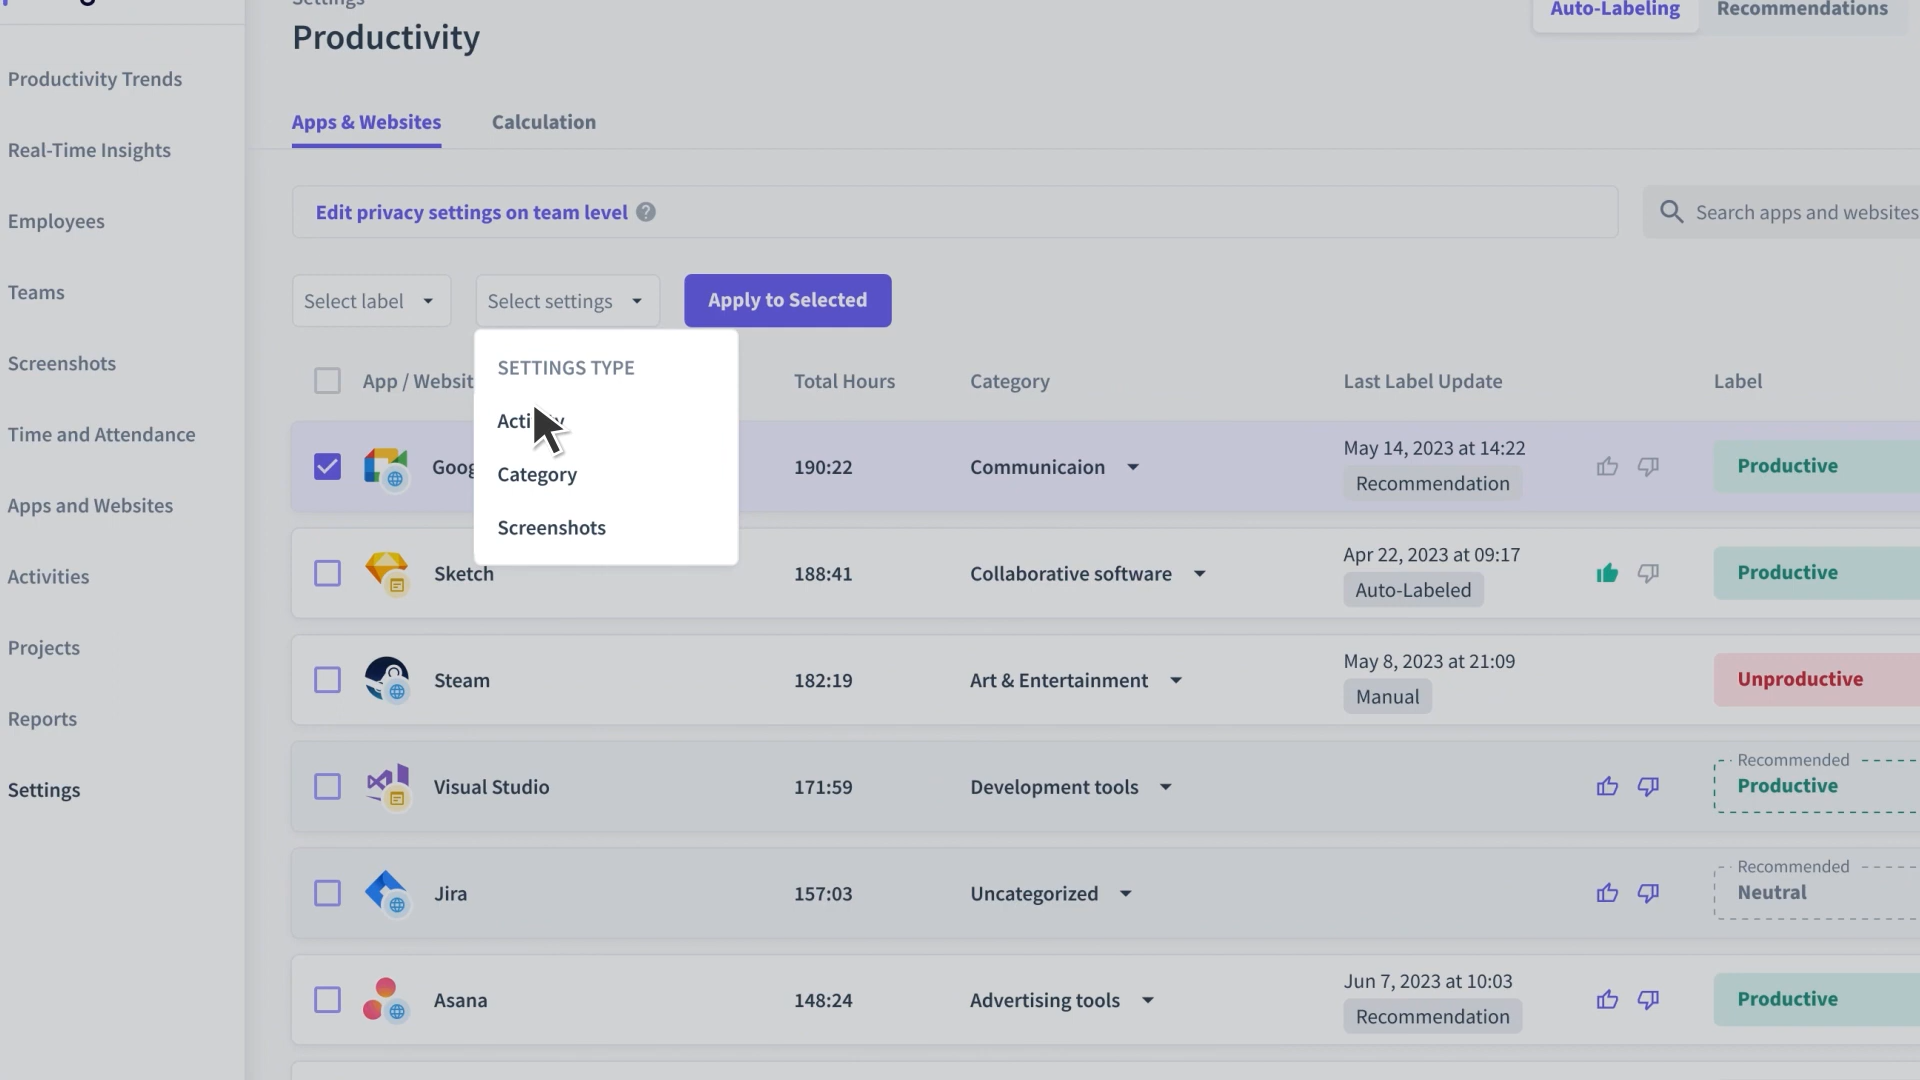 Settings
Productivity
Auto-Labeling
Recommendations
Productivity Trends
Real-Time Insights
Employees
Teams
Screenshots
Time and Attendance
Apps and Websites
Activities
Projects
Reports
Settings
Apps & Websites
Calculation
Edit privacy settings on team level
Search apps and websites
Select label
Select settings
Apply to Selected
SETTINGS TYPE
Category
Screenshots
App /
Total Hours
Category
Last Label Update
Label
190:22
Communicaion
May 14, 2023 at 14:22
Recommendation
Productive
Sketch
188:41
Collaborative software
Apr 22, 2023 at 09:17
Auto-Labeled
Productive
Steam
182:19
Art & Entertainment
May 8, 2023 at 21:09
Manual
Unproductive
Visual Studio
171:59
Development tools
Recommended
Productive
Jira
157:03
Uncategorized
Recommended
Neutral
Asana
148:24
Advertising tools
Jun 7, 2023 at 10:03
Recommendation
Productive